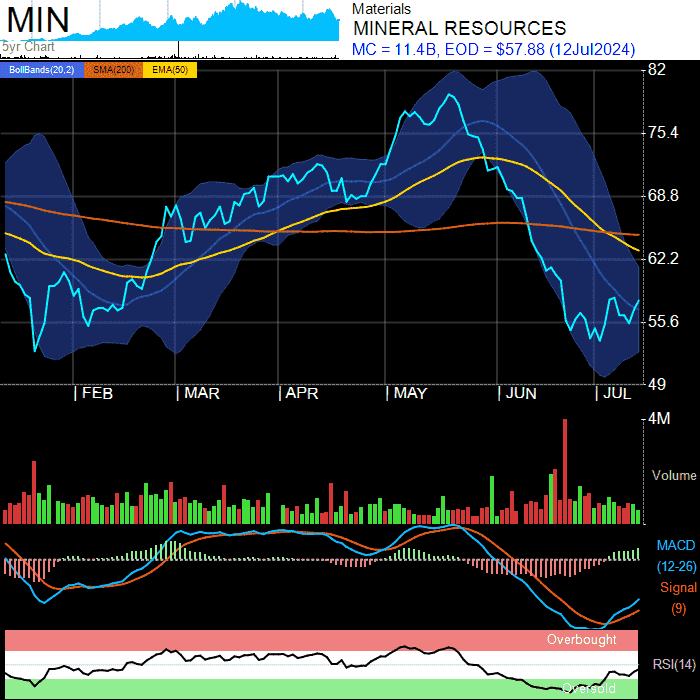 MIN
5yr Chart
Materials
MINERAL RESOURCES
MC = 11.4B, EOD = $57.88 (12Jul2024)
BollBands(20,2) SMA(200) EMA(50)
82
75.4
68.8
62.2
55.6
49
| FEB | MAR | APR | MAY | JUN | JUL
4M
Volume
MACD
(12-26)
Signal
(9)
Overbought
RSI(14)
Oversold